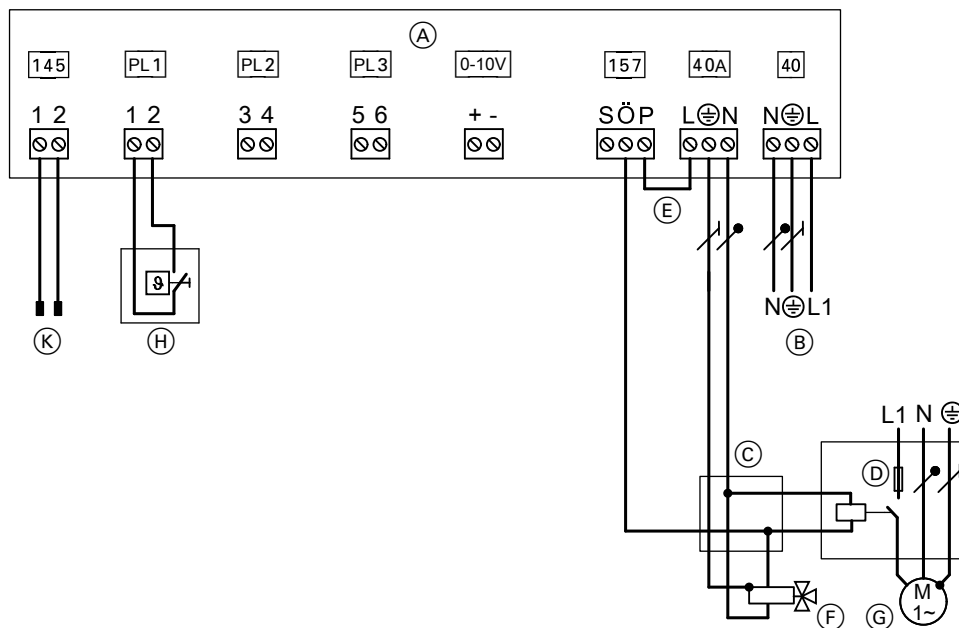 A
145 PL1 PL2 PL3 0-10V 157 40A 40
1 2 1 2 3 4 5 6 + - S Ö P L N N L
E
N L1
K H B
ϑ
L1 N
C
D
M
1~
F G